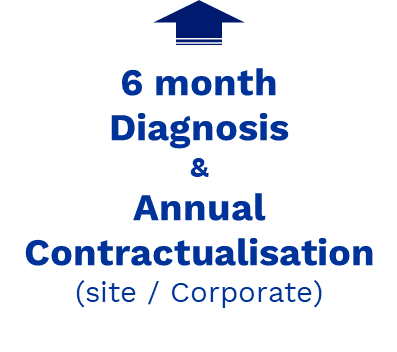 6 month
Diagnosis
&
Annual
Contractualisation
(site / Corporate)